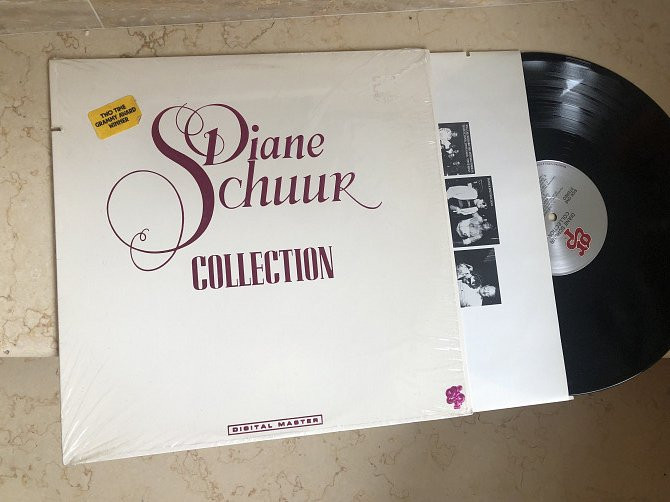 TWO TIME
GRAMMY AWARD
WINNER
Diane
Schuur
COLLECTION
DIGITAL MASTER